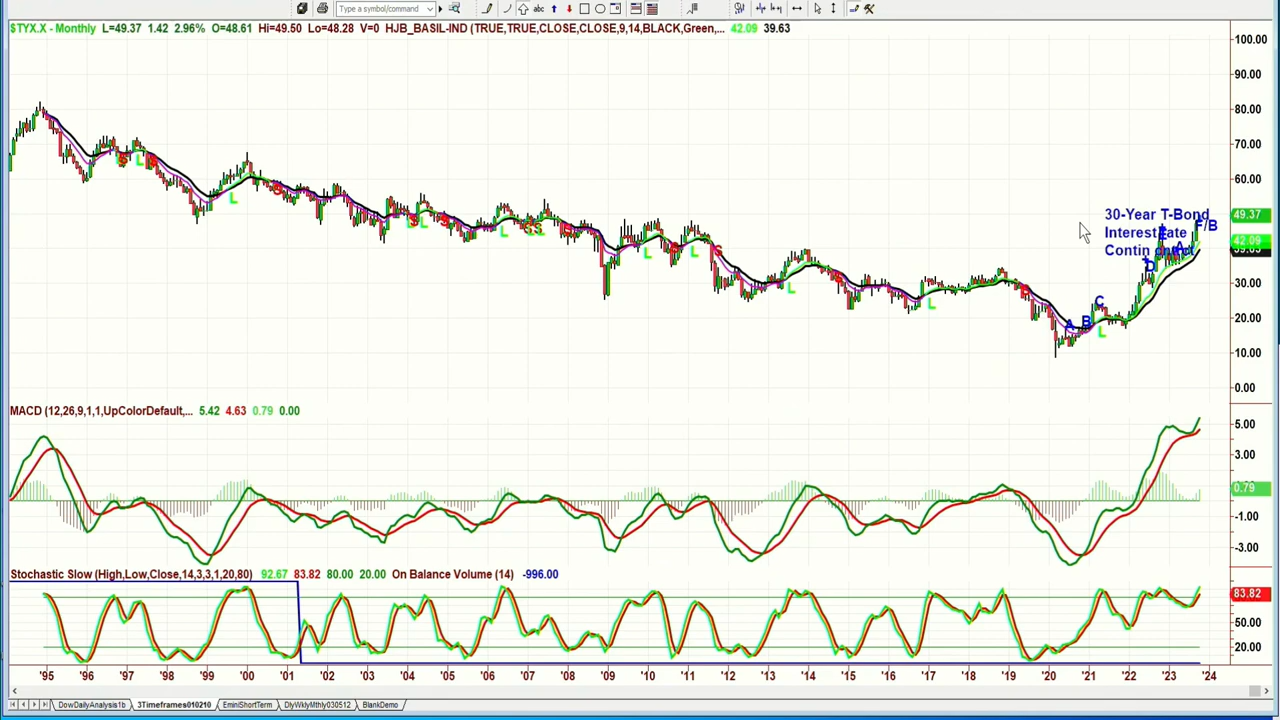 Type a symbol/command
abc
$TYX.X - Monthly L=49.37 1.42 2.96% O=48.61 Hi=49.50 Lo=48.28 V=0 HJB_BASIL-IND (TRUE,TRUE,CLOSE,CLOSE,9,14,BLACK,Green,... 42.09 39.63
100.00
90.00
80.00
70.00
60.00
49.37
42.09
30.00
20.00
10.00
0.00
30-Year T-Bond
Interest Rate
F/B
E
A
D
C
A B
S L S L S S L L S S L SS S L S L S L S L S L
MACD (12,26,9,1,1,UpColorDefault,... 5.42 4.63 0.79 0.00
5.00
3.00
0.79
-1.00
-3.00
Stochastic Slow (High,Low,Close,14,3,3,1,20,80) 92.67 83.82 80.00 20.00 On Balance Volume (14) -996.00
83.82
50.00
20.00
'95 '96 '97 '98 '99 '00 '01 '02 '03 '04 '05 '06 '07 '08 '09 '10 '11 '12 '13 '14 '15 '16 '17 '18 '19 '20 '21 '22 '23 '24
DowDailyAnalysis1b 3Timeframes010210 EminiShortTerm DlyWklyMthly030512 BlankDemo